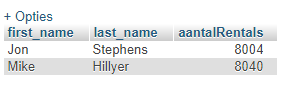 + Opties
first_name last_name aantalRentals
Jon Stephens 8004
Mike Hillyer 8040